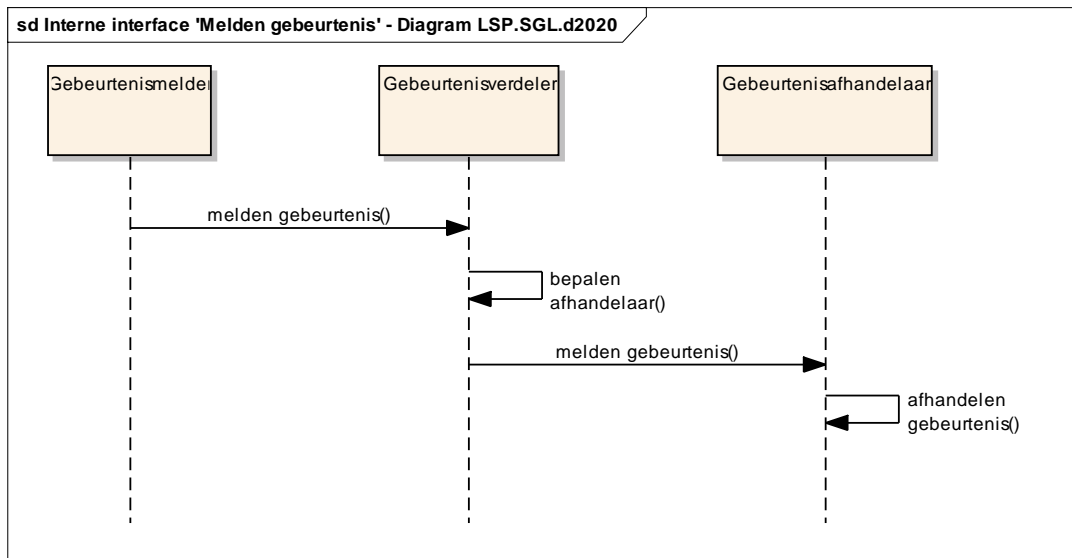 sd Interne interface 'Melden gebeurtenis' - Diagram LSP.SGL.d2020
Gebeurtenismelder
Gebeurtenisverdeler
Gebeurtenisafhandelaar
melden gebeurtenis()
bepalen
afhandelaar()
melden gebeurtenis()
afhandelen
gebeurtenis()